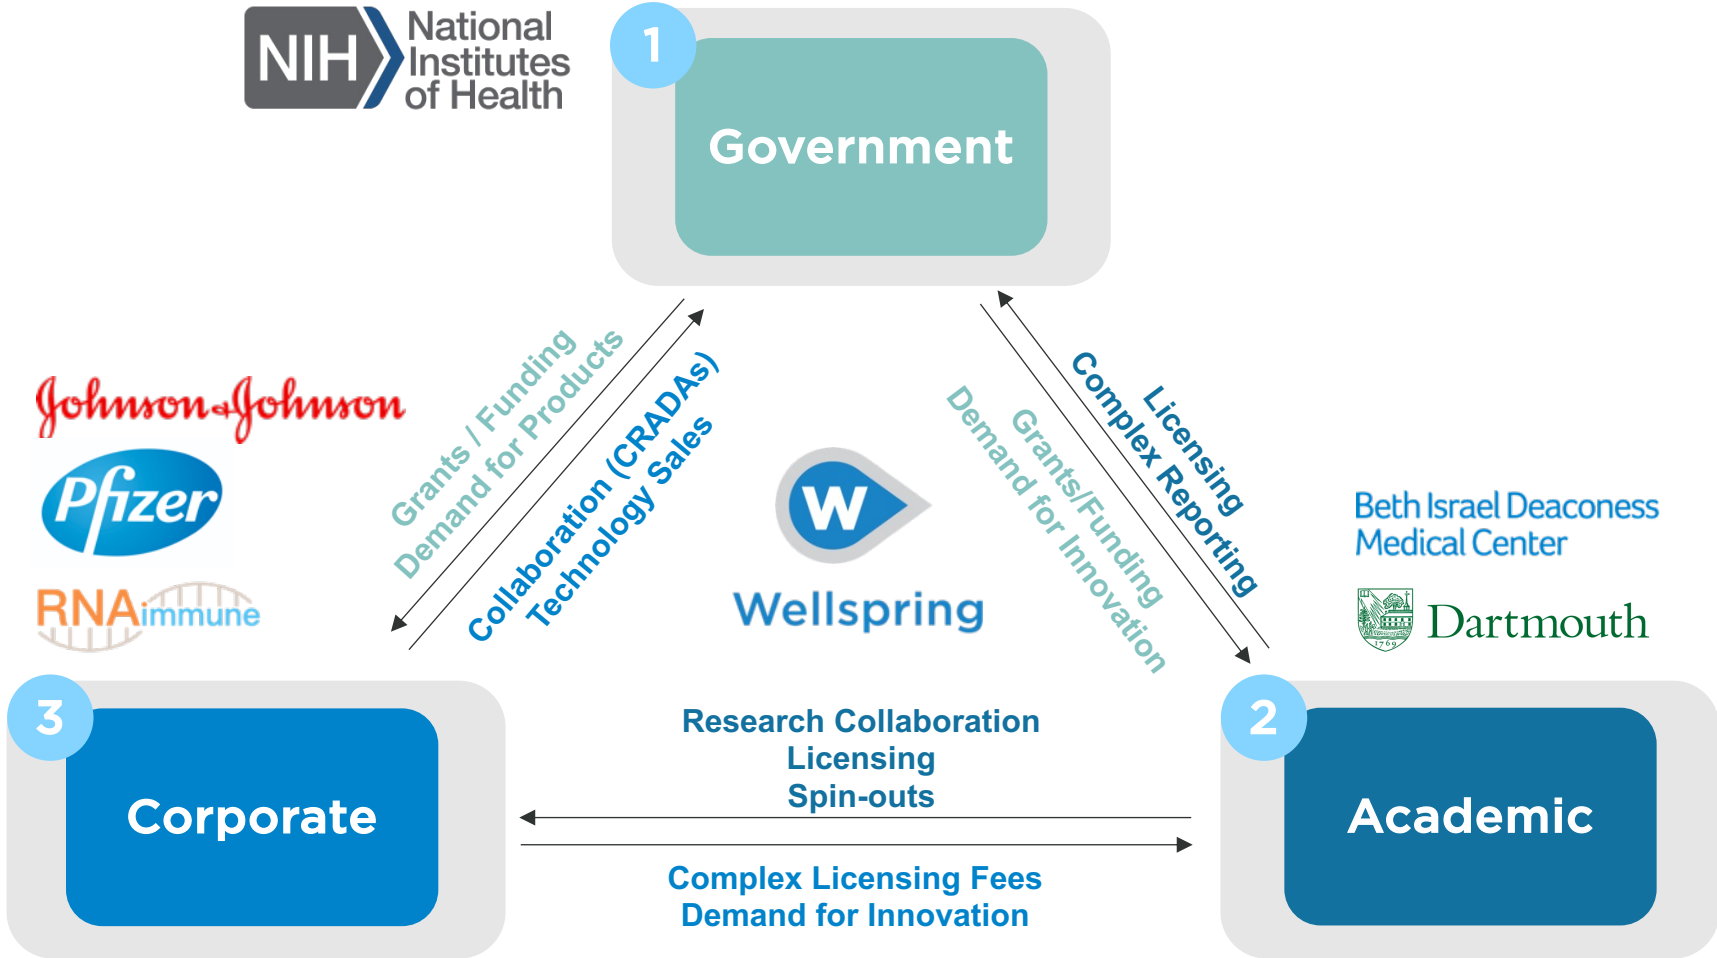 NIH
National
Institutes
of Health
1
Government
Grants / Funding
Demand for Products
Collaboration (CRADAs)
Technology Sales
Licensing
Complex Reporting
Grants/Funding
Demand for Innovation
Johnson & Johnson
Pfizer
RNAimmune
W
Wellspring
Beth Israel Deaconess
Medical Center
1769
Dartmouth
3
Corporate
Research Collaboration
Licensing
Spin-outs
Complex Licensing Fees
Demand for Innovation
2
Academic